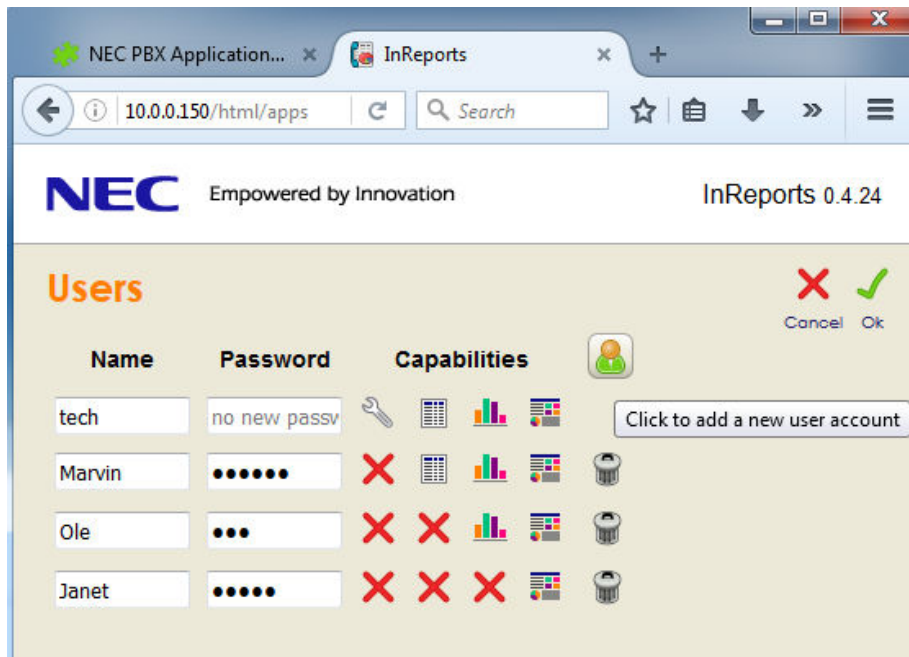 NEC PBX Application... InReports
10.0.0.150/html/apps Search
NEC Empowered by Innovation InReports 0.4.24
Users
Cancel Ok
Name Password Capabilities
tech no new passv
Click to add a new user account
Marvin ••••••
Ole •••
Janet •••••